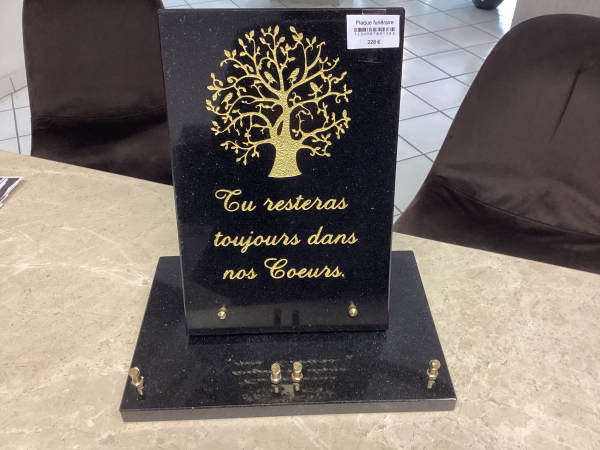 Plaque funéraire
228 €
Tu resteras
toujours dans
nos Coeurs.